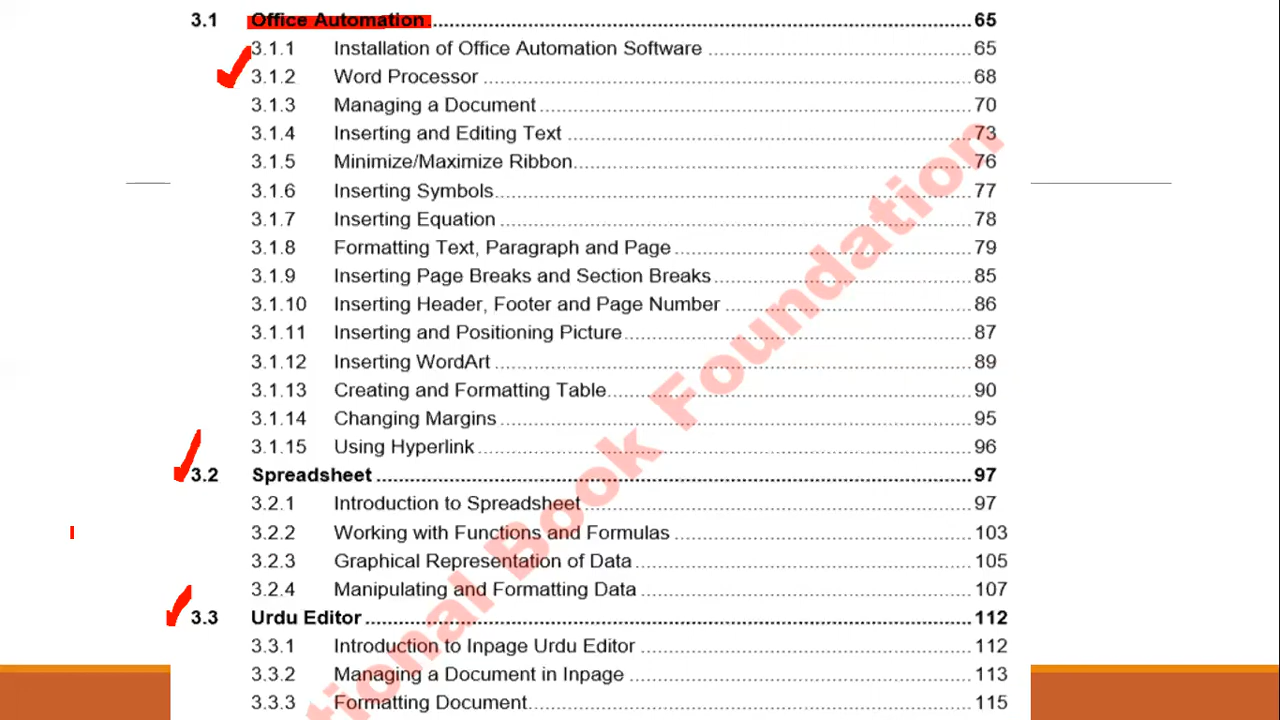 3.1 Office Automation ........ 65
3.1.1 Installation of Office Automation Software ........ 65
3.1.2 Word Processor ........ 68
3.1.3 Managing a Document ........ 70
3.1.4 Inserting and Editing Text ........ 73
3.1.5 Minimize/Maximize Ribbon ........ 76
3.1.6 Inserting Symbols ........ 77
3.1.7 Inserting Equation ........ 78
3.1.8 Formatting Text, Paragraph and Page ........ 79
3.1.9 Inserting Page Breaks and Section Breaks ........ 85
3.1.10 Inserting Header, Footer and Page Number ........ 86
3.1.11 Inserting and Positioning Picture ........ 87
3.1.12 Inserting WordArt ........ 89
3.1.13 Creating and Formatting Table ........ 90
3.1.14 Changing Margins ........ 95
3.1.15 Using Hyperlink ........ 96
3.2 Spreadsheet ........ 97
3.2.1 Introduction to Spreadsheet ........ 97
3.2.2 Working with Functions and Formulas ........ 103
3.2.3 Graphical Representation of Data ........ 105
3.2.4 Manipulating and Formatting Data ........ 107
3.3 Urdu Editor ........ 112
3.3.1 Introduction to Inpage Urdu Editor ........ 112
3.3.2 Managing a Document in Inpage ........ 113
3.3.3 Formatting Document ........ 115
tional Book Foundation